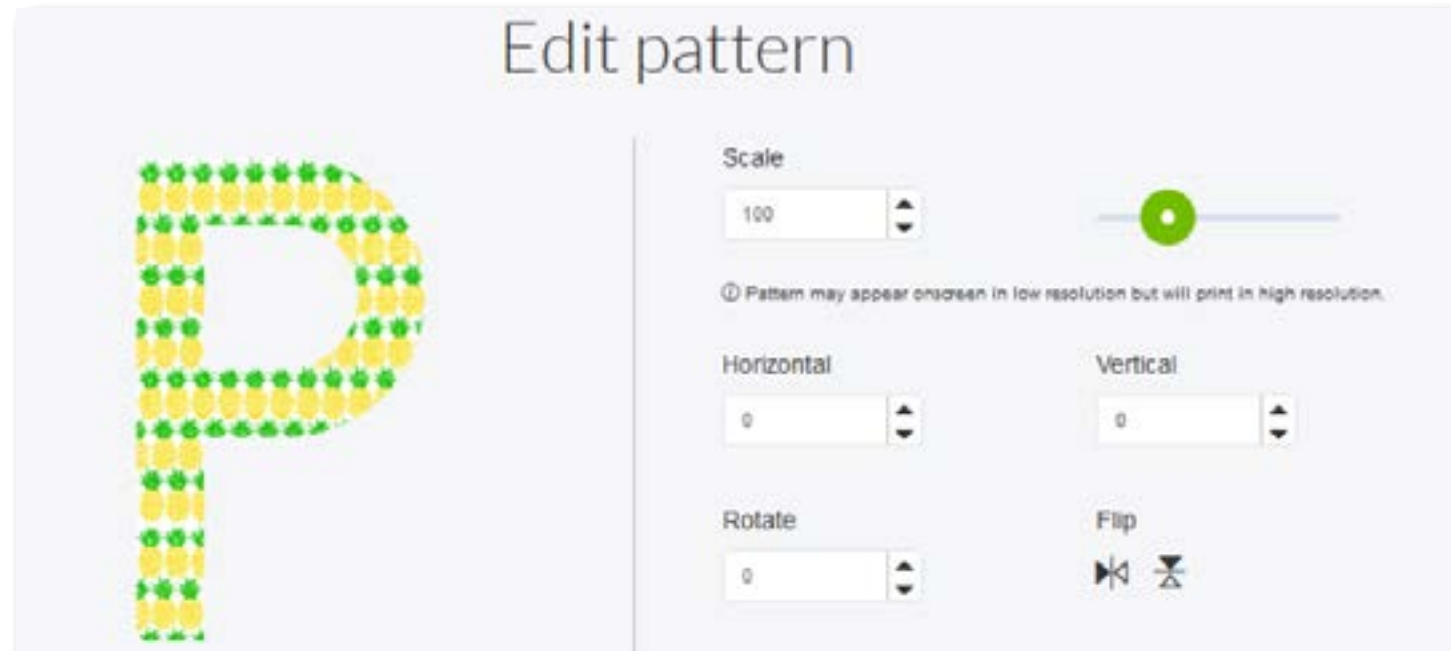 Edit pattern
Scale
100
ⓘ Pattern may appear onscreen in low resolution but will print in high resolution.
Horizontal
Vertical
0
0
Rotate
Flip
0
P